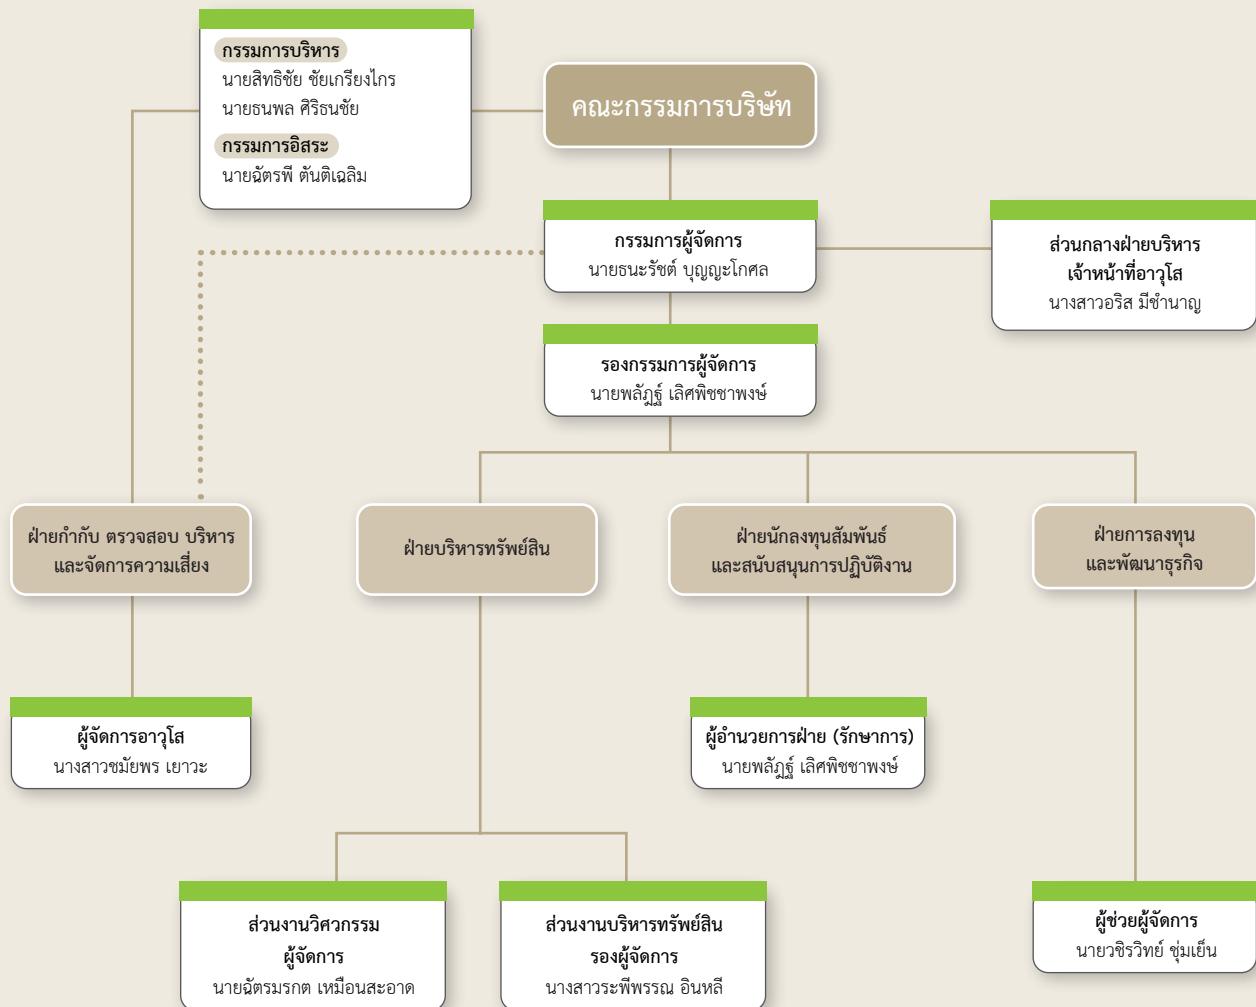 กรรมการบริหาร
นายสิทธิชัย ชัยเกรียงไกร
นายธนพล ศิริธนชัย
กรรมการอิสระ
นายฉัตรพี ตันติเฉลิม
คณะกรรมการบริษัท
กรรมการผู้จัดการ
นายธนะรัชต์ บุญญะโกศล
ส่วนกลางฝ่ายบริหาร
เจ้าหน้าที่อาวุโส
นางสาวอริส มีชำนาญ
รองกรรมการผู้จัดการ
นายพลัฏฐ์ เลิศพิชชาพงษ์
ฝ่ายกำกับ ตรวจสอบ บริหาร
และจัดการความเสี่ยง
ฝ่ายบริหารทรัพย์สิน
ฝ่ายนักลงทุนสัมพันธ์
และสนับสนุนการปฏิบัติงาน
ฝ่ายการลงทุน
และพัฒนาธุรกิจ
ผู้จัดการอาวุโส
นางสาวชมัยพร เยาวะ
ผู้อำนวยการฝ่าย (รักษาการ)
นายพลัฏฐ์ เลิศพิชชาพงษ์
ส่วนงานวิศวกรรม
ผู้จัดการ
นายฉัตรมรกต เหมือนสะอาด
ส่วนงานบริหารทรัพย์สิน
รองผู้จัดการ
นางสาวระพีพรรณ อินหลี
ผู้ช่วยผู้จัดการ
นายวชิรวิทย์ ชุ่มเย็น